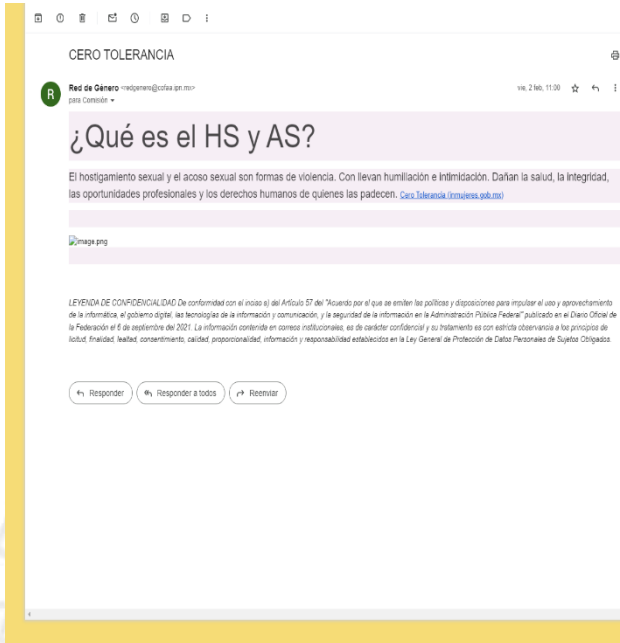 CERO TOLERANCIA
R
Red de Género <redgenero@cofaa.ipn.mx>
vie, 2 feb, 11:00
para Comisión
¿Qué es el HS y AS?
El hostigamiento sexual y el acoso sexual son formas de violencia. Con llevan humillación e intimidación. Dañan la salud, la integridad,
las oportunidades profesionales y los derechos humanos de quienes las padecen. Cero Tolerancia (inmujeres.gob.mx)
image.png
LEYENDA DE CONFIDENCIALIDAD De conformidad con el inciso e) del Artículo 57 del "Acuerdo por el que se emiten las políticas y disposiciones para impulsar el uso y aprovechamiento
de la informática, el gobierno digital, las tecnologías de la información y comunicación, y la seguridad de la información en la Administración Pública Federal" publicado en el Diario Oficial de
la Federación el 6 de septiembre del 2021. La información contenida en correos institucionales, es de carácter confidencial y su tratamiento es con estricta observancia a los principios de
licitud, finalidad, lealtad, consentimiento, calidad, proporcionalidad, información y responsabilidad establecidos en la Ley General de Protección de Datos Personales de Sujetos Obligados.
Responder
Responder a todos
Reenviar